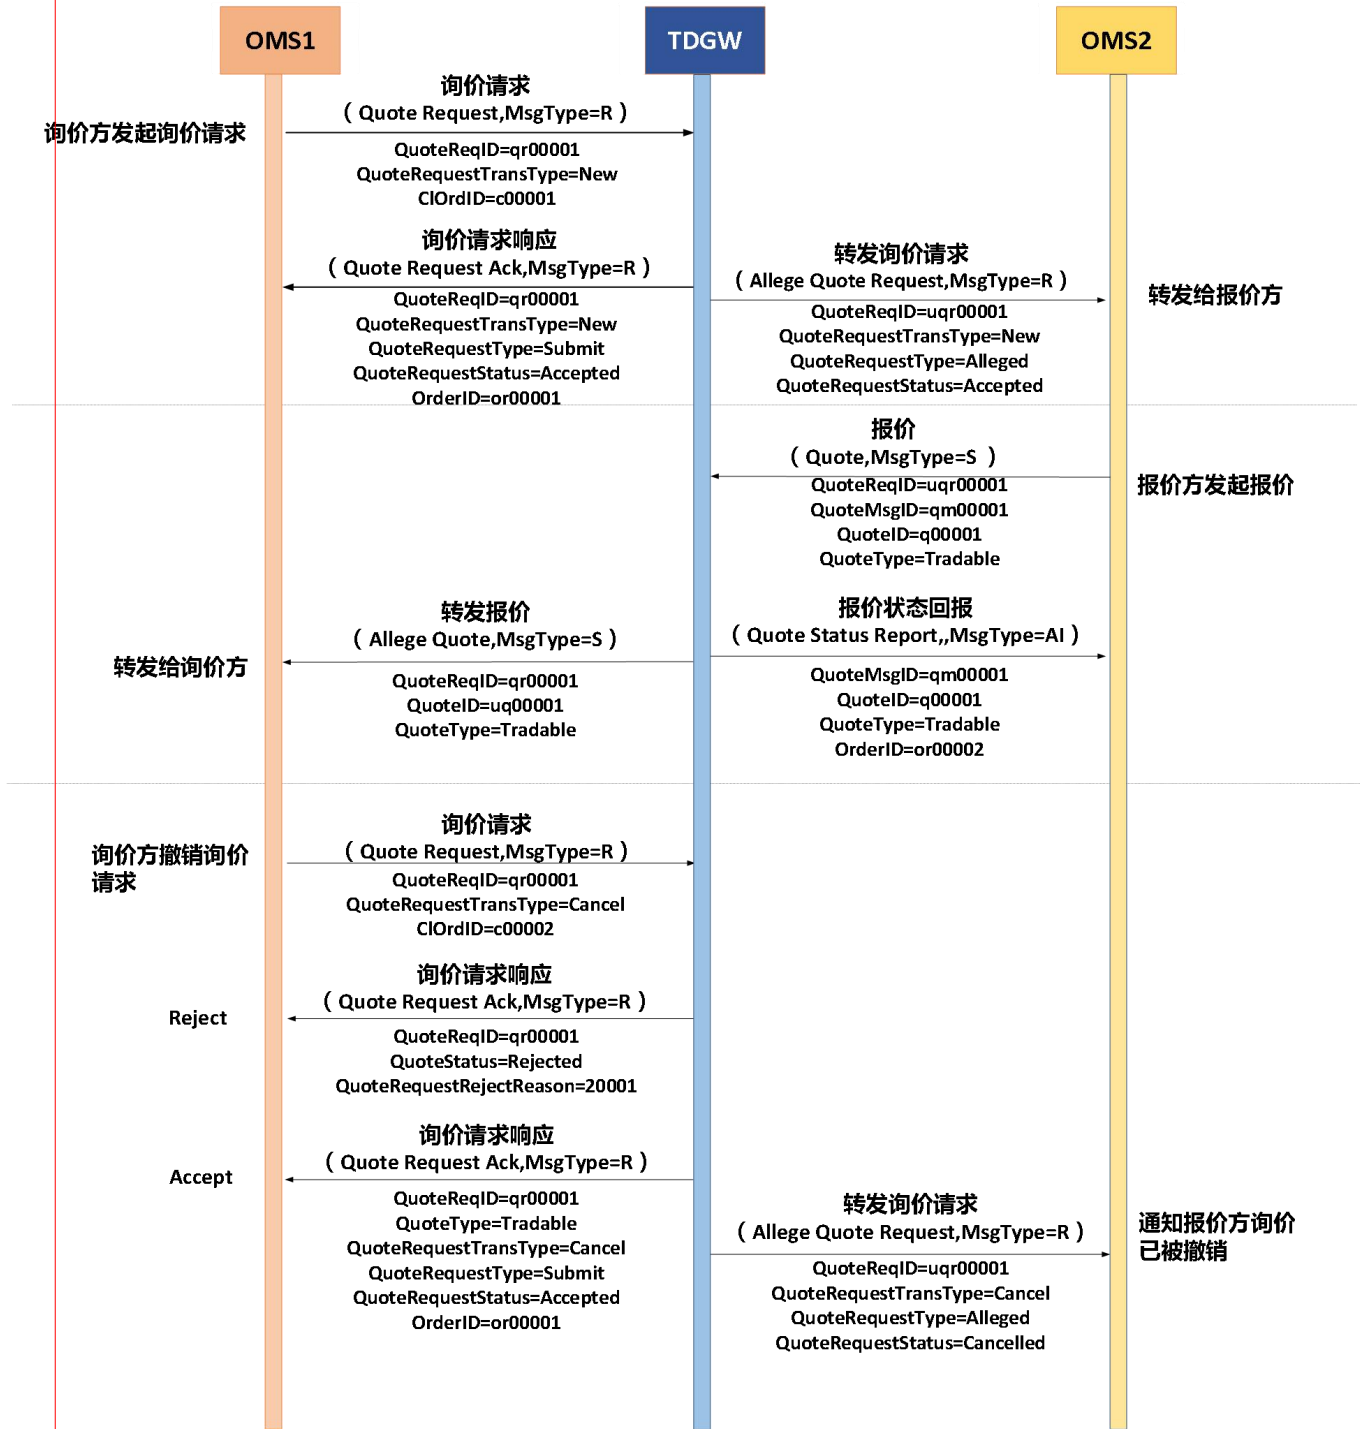 OMS1
TDGW
OMS2
询价请求
（ Quote Request,MsgType=R ）
询价方发起询价请求
QuoteReqID=qr00001
QuoteRequestTransType=New
ClOrdID=c00001
询价请求响应
（ Quote Request Ack,MsgType=R ）
QuoteReqID=qr00001
QuoteRequestTransType=New
QuoteRequestType=Submit
QuoteRequestStatus=Accepted
OrderID=or00001
转发询价请求
（ Allege Quote Request,MsgType=R ）
转发给报价方
QuoteReqID=uqr00001
QuoteRequestTransType=New
QuoteRequestType=Alleged
QuoteRequestStatus=Accepted
报价
（ Quote,MsgType=S ）
报价方发起报价
QuoteReqID=uqr00001
QuoteMsgID=qm00001
QuoteID=q00001
QuoteType=Tradable
转发报价
（ Allege Quote,MsgType=S ）
转发给询价方
QuoteReqID=qr00001
QuoteID=uq00001
QuoteType=Tradable
报价状态回报
（ Quote Status Report,,MsgType=AI ）
QuoteMsgID=qm00001
QuoteID=q00001
QuoteType=Tradable
OrderID=or00002
询价请求
（ Quote Request,MsgType=R ）
询价方撤销询价
请求
QuoteReqID=qr00001
QuoteRequestTransType=Cancel
ClOrdID=c00002
询价请求响应
（ Quote Request Ack,MsgType=R ）
Reject
QuoteReqID=qr00001
QuoteStatus=Rejected
QuoteRequestRejectReason=20001
询价请求响应
（ Quote Request Ack,MsgType=R ）
Accept
QuoteReqID=qr00001
QuoteType=Tradable
QuoteRequestTransType=Cancel
QuoteRequestType=Submit
QuoteRequestStatus=Accepted
OrderID=or00001
转发询价请求
（ Allege Quote Request,MsgType=R ）
通知报价方询价
已被撤销
QuoteReqID=uqr00001
QuoteRequestTransType=Cancel
QuoteRequestType=Alleged
QuoteRequestStatus=Cancelled